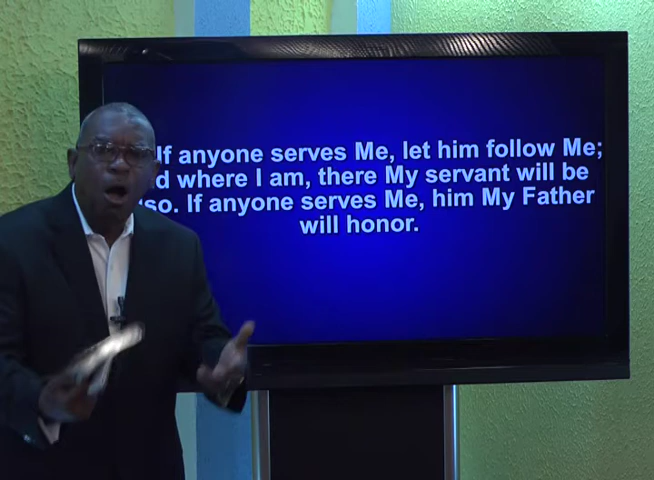 If anyone serves Me, let him follow Me;
where I am, there My servant will be
If anyone serves Me, him My Father
will honor.